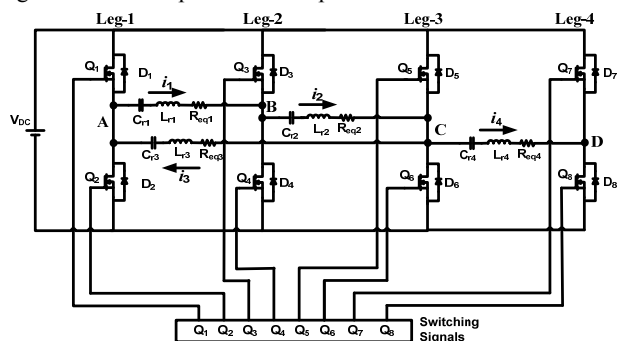 Leg-1 Leg-2 Leg-3 Leg-4
Q1 D1 Q3 D3 Q5 D5 Q7 D7
i1
B
i2
i4
VDC
A
Cr1 Lr1 Req1
Cr2 Lr2 Req2
C
D
Cr3 Lr3 Req3
Cr4 Lr4 Req4
i3
Q2 D2 Q4 D4 Q6 D6 Q8 D8
Q1 Q2 Q3 Q4 Q5 Q6 Q7 Q8
Switching
Signals